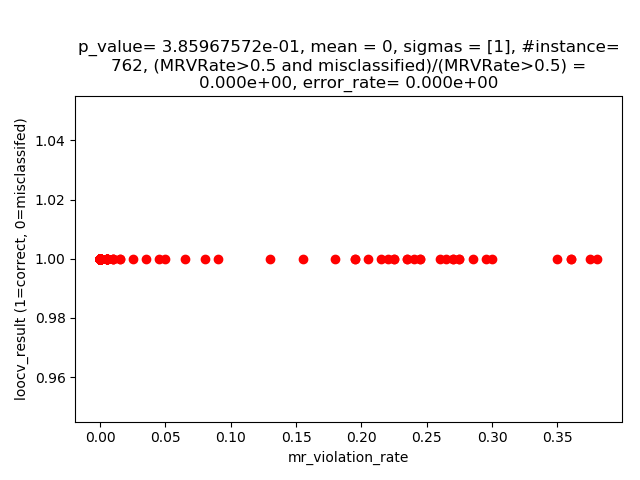 p_value= 3.85967572e-01, mean = 0, sigmas = [1], #instance=
762, (MRVRate>0.5 and misclassified)/(MRVRate>0.5) =
0.000e+00, error_rate= 0.000e+00
loocv_result (1=correct, 0=misclassifed)
1.04
1.02
1.00
0.98
0.96
0.00 0.05 0.10 0.15 0.20 0.25 0.30 0.35
mr_violation_rate